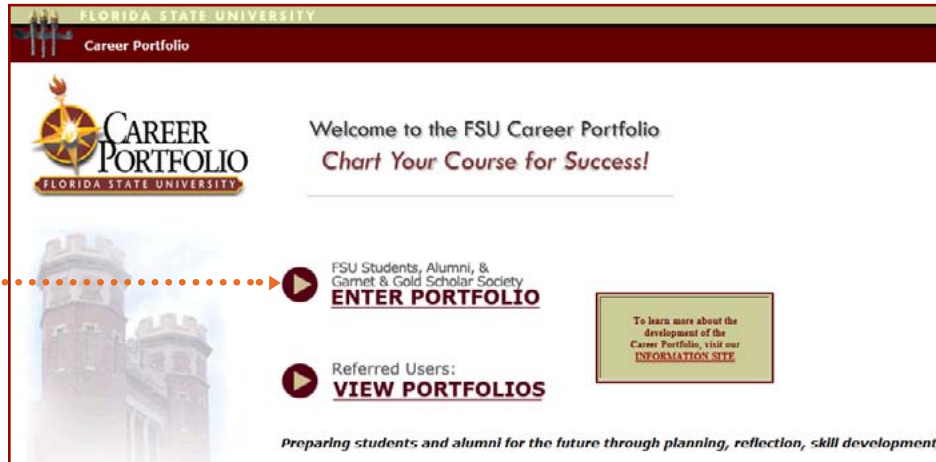 FLORIDA STATE UNIVERSITY
Career Portfolio
CAREER
PORTFOLIO
FLORIDA STATE UNIVERSITY
Welcome to the FSU Career Portfolio
Chart Your Course for Success!
FSU Students, Alumni, &
Garnet & Gold Scholar Society
ENTER PORTFOLIO
To learn more about the
development of the
Career Portfolio, visit our
INFORMATION SITE
Referred Users:
VIEW PORTFOLIOS
Preparing students and alumni for the future through planning, reflection, skill development